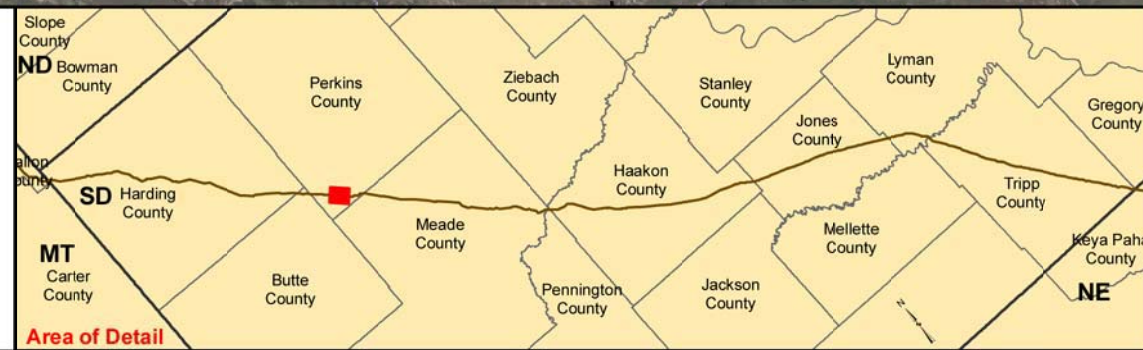 Slope
County
ND
Bowman
County
Perkins
County
Ziebach
County
Stanley
County
Lyman
County
Gregory
County
Jones
County
Haakon
County
Tripp
County
SD
Harding
County
Meade
County
Mellette
County
Keya Pah
County
MT
Carter
County
Butte
County
Pennington
County
Jackson
County
NE
N
Area of Detail